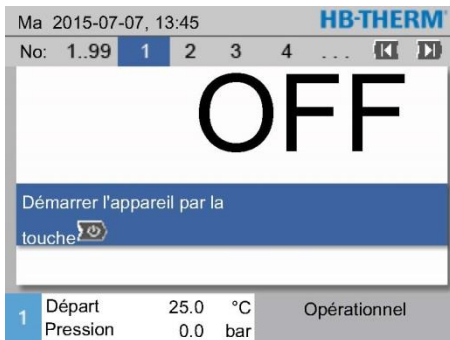 Ma 2015-07-07, 13:45 HB-THERM®
No: 1..99 1 2 3 4 ...
OFF
Démarrer l'appareil par la
touche
1 Départ 25.0 °C Opérationnel
Pression 0.0 bar